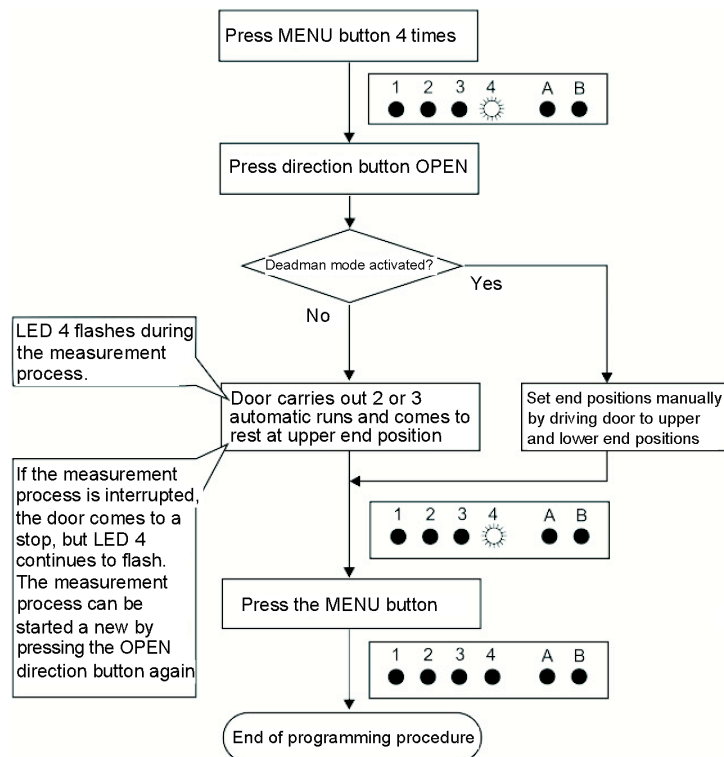 Press MENU button 4 times
1 2 3 4 A B
Press direction button OPEN
Deadman mode activated?
Yes
No
LED 4 flashes during
the measurement
process.
Door carries out 2 or 3
automatic runs and comes to
rest at upper end position
Set end positions manually
by driving door to upper
and lower end positions
If the measurement
process is interrupted,
the door comes to a
stop, but LED 4
continues to flash.
The measurement
process can be
started a new by
pressing the OPEN
direction button again
1 2 3 4 A B
Press the MENU button
1 2 3 4 A B
End of programming procedure